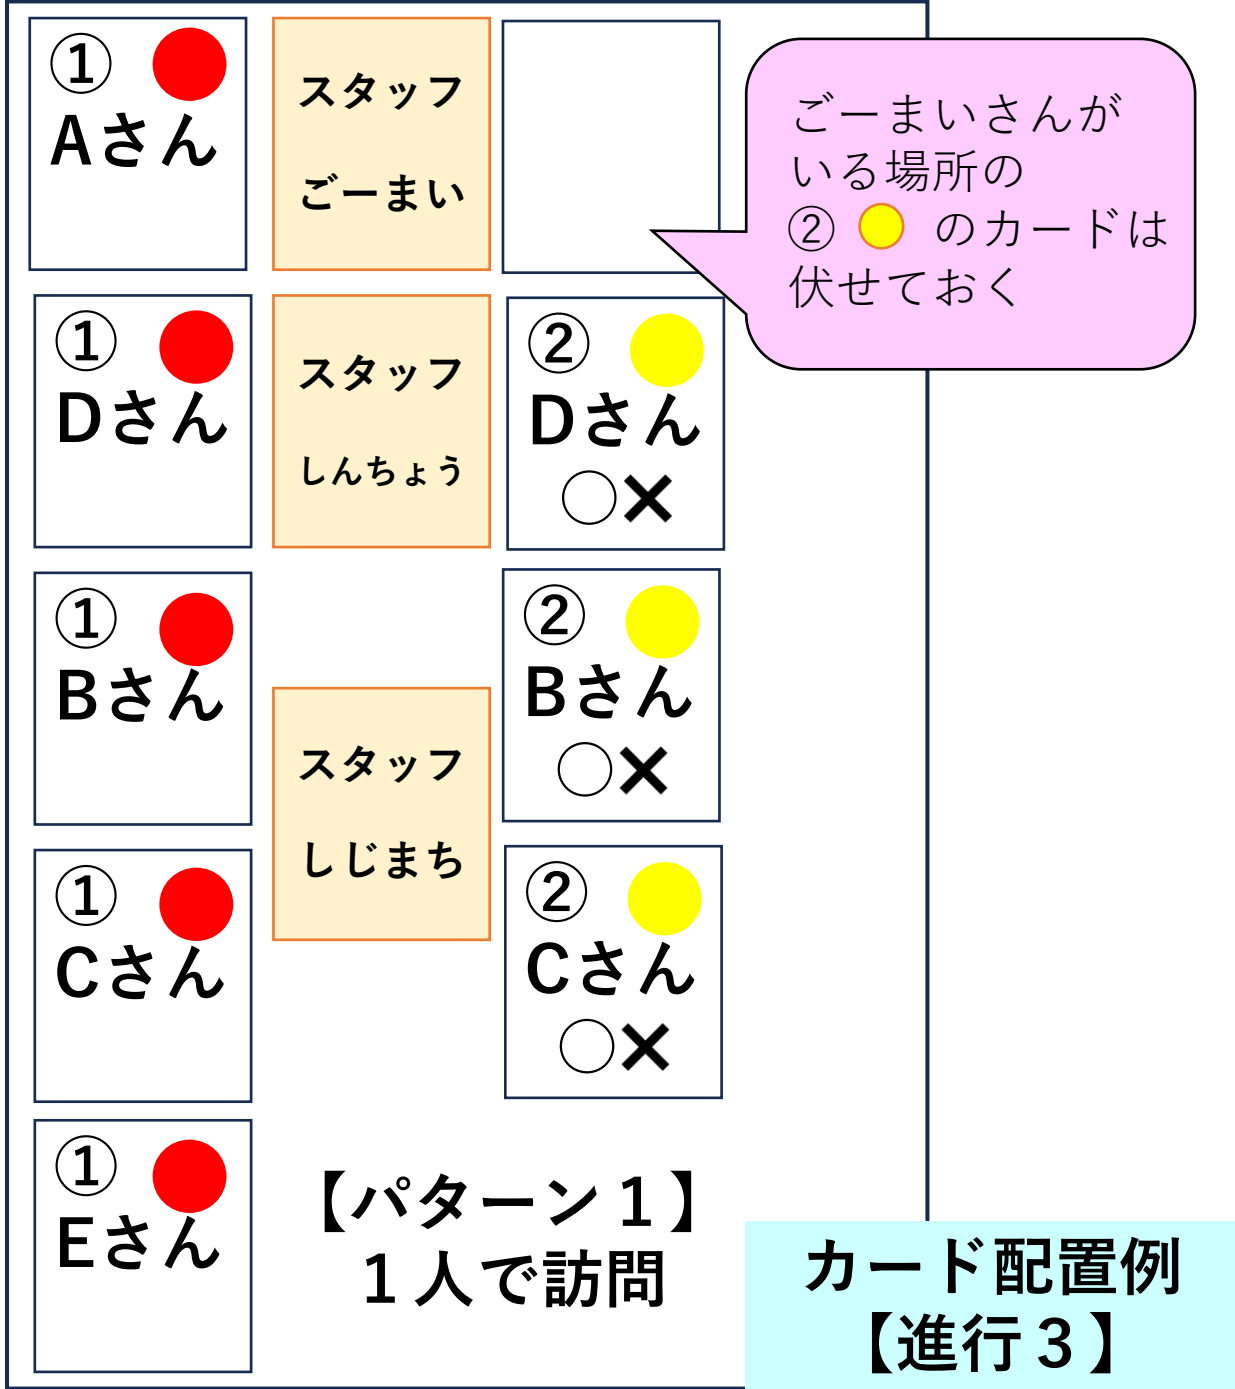 ①
Aさん
スタッフ
ごーまい
ごーまいさんが
いる場所の
② のカードは
伏せておく
①
Dさん
スタッフ
しんちょう
②
Dさん
○×
①
Bさん
②
Bさん
○×
スタッフ
しじまち
①
Cさん
②
Cさん
○×
①
Eさん
【パターン１】
１人で訪問
カード配置例
【進行３】